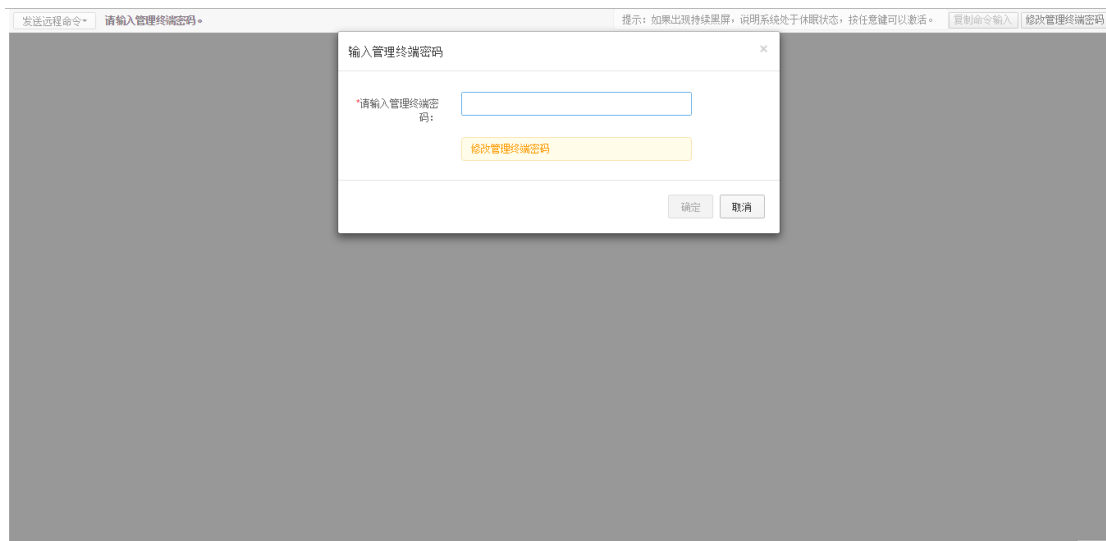 发送远程命令 请输入管理终端密码。 提示：如果出现持续黑屏，说明系统处于休眠状态，按任意键可以激活。 复制命令输入 修改管理终端密码
输入管理终端密码 ×
*请输入管理终端密
码：
修改管理终端密码
确定 取消